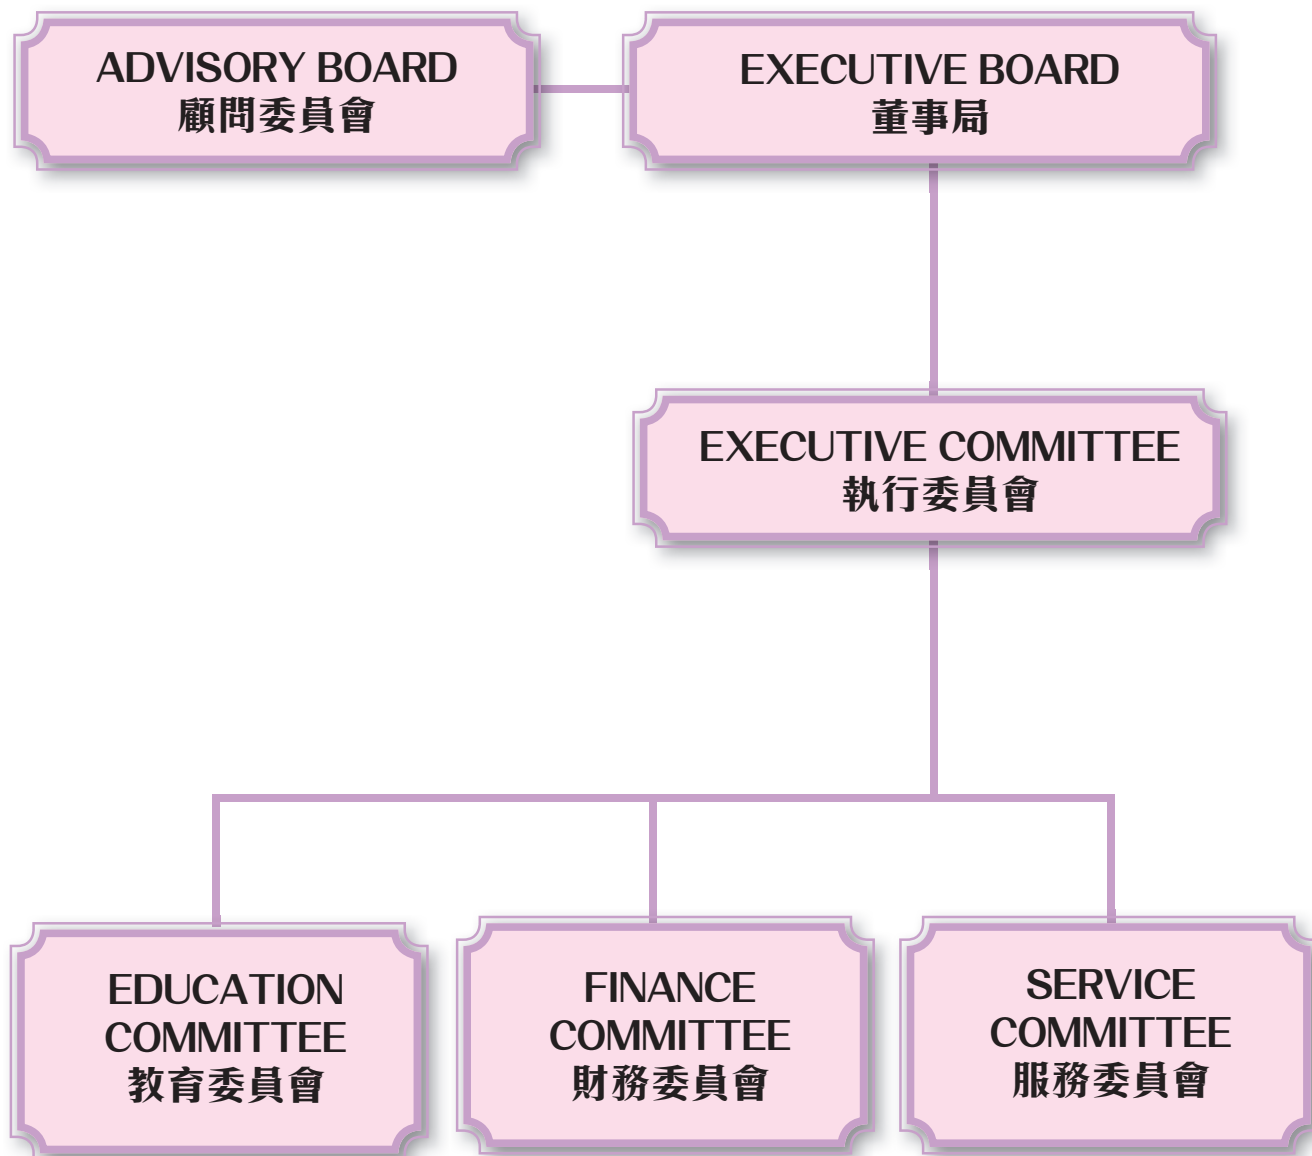 ADVISORY BOARD
顧問委員會
EXECUTIVE BOARD
董事局
EXECUTIVE COMMITTEE
執行委員會
EDUCATION
COMMITTEE
教育委員會
FINANCE
COMMITTEE
財務委員會
SERVICE
COMMITTEE
服務委員會